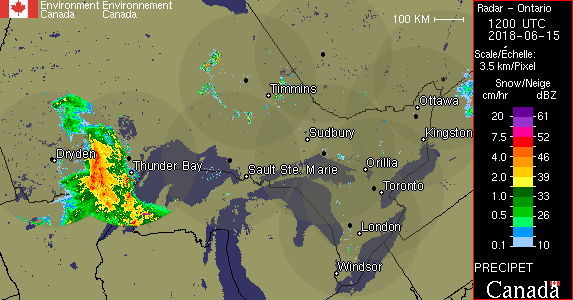 Environment Environnement
Canada Canada
100 KM
Timmins
Ottawa
Sudbury
Kingston
Dryden
Thunder Bay
Sault Ste. Marie
Orillia
Toronto
London
Windsor
Radar - Ontario
1200 UTC
2018-06-15
Scale/Échelle:
3.5 km/Pixel
Snow/Neige
cm/hr dBZ
20 61
7.5 52
4.0 46
2.0 39
1.0 33
0.5 26
0.1 10
PRECIPET
Canada